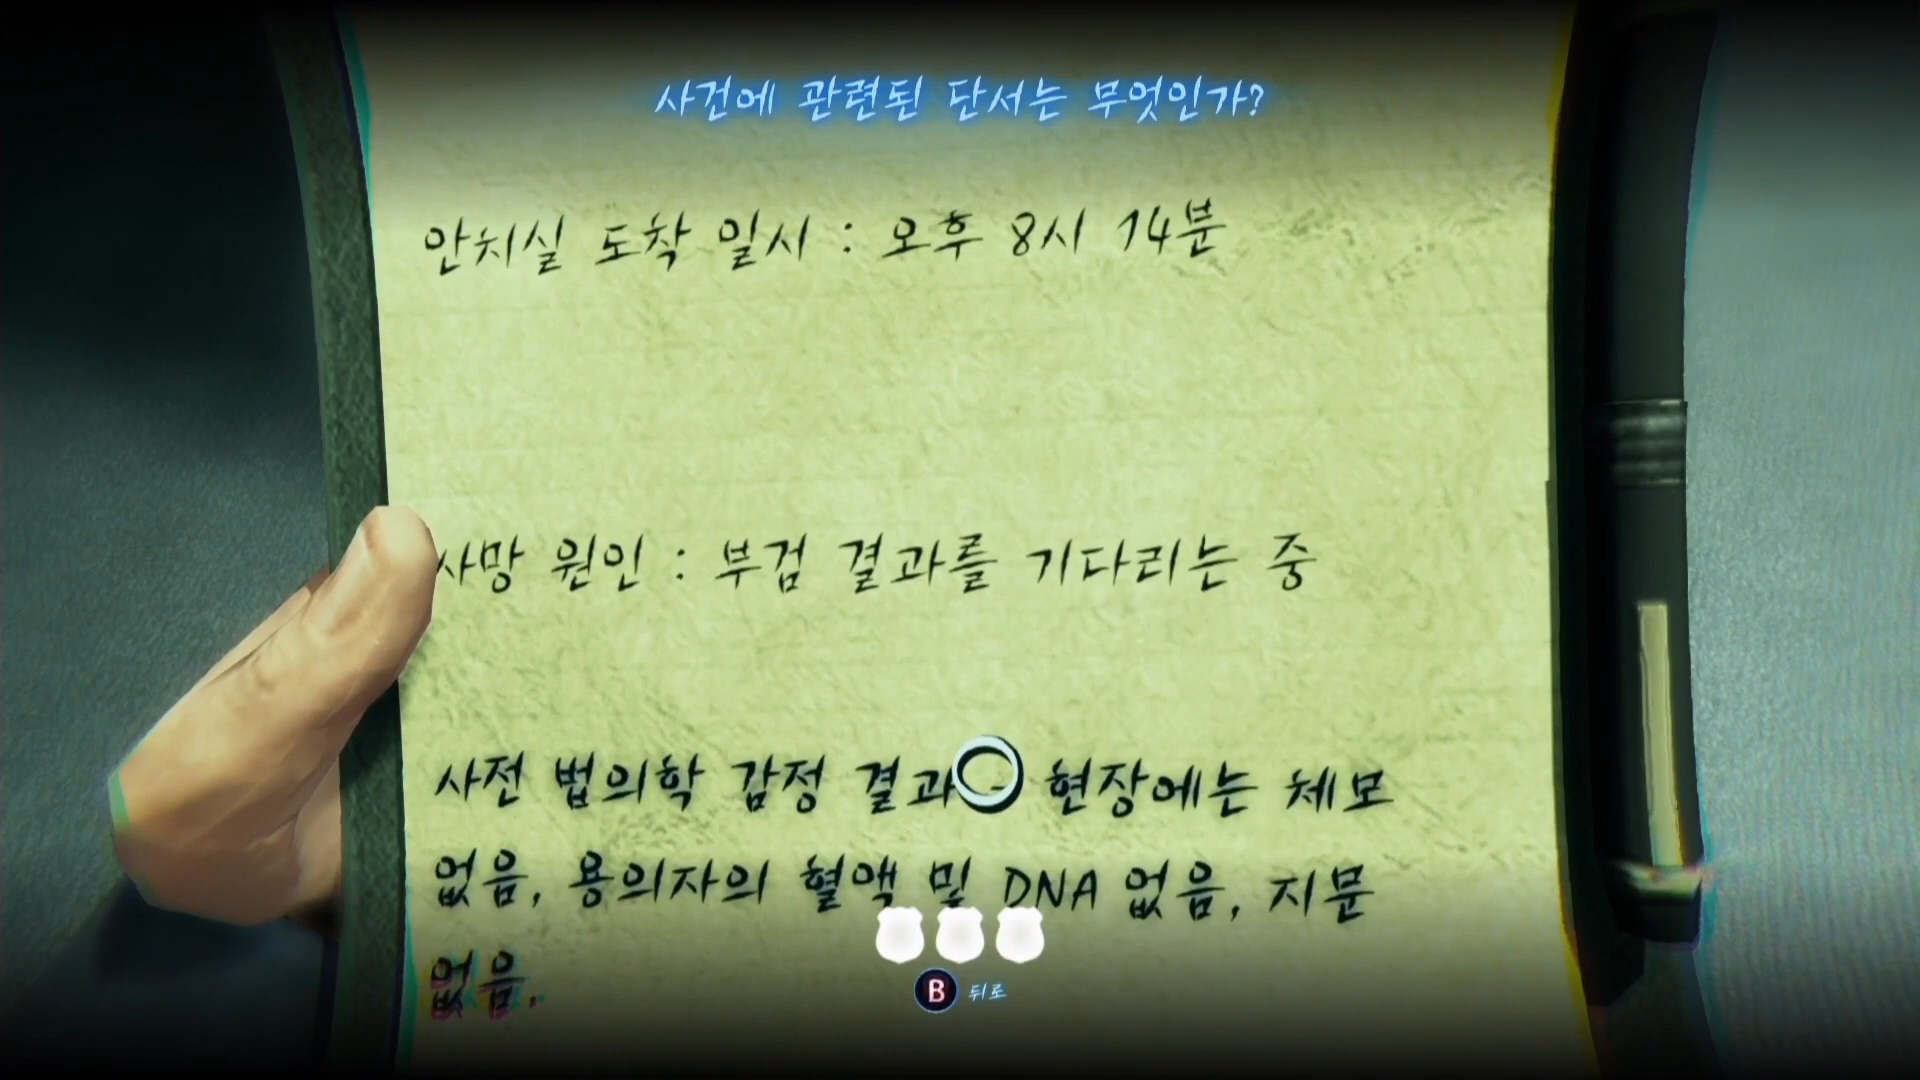 사건에 관련된 단서는 무엇인가?
안치실 도착 일시 : 오후 8시 14분
사망 원인 : 부검 결과를 기다리는 중
사전 법의학 감정 결과 현장에는 체모
없음, 용의자의 혈액 및 DNA 없음, 지문
없음.
B 뒤로